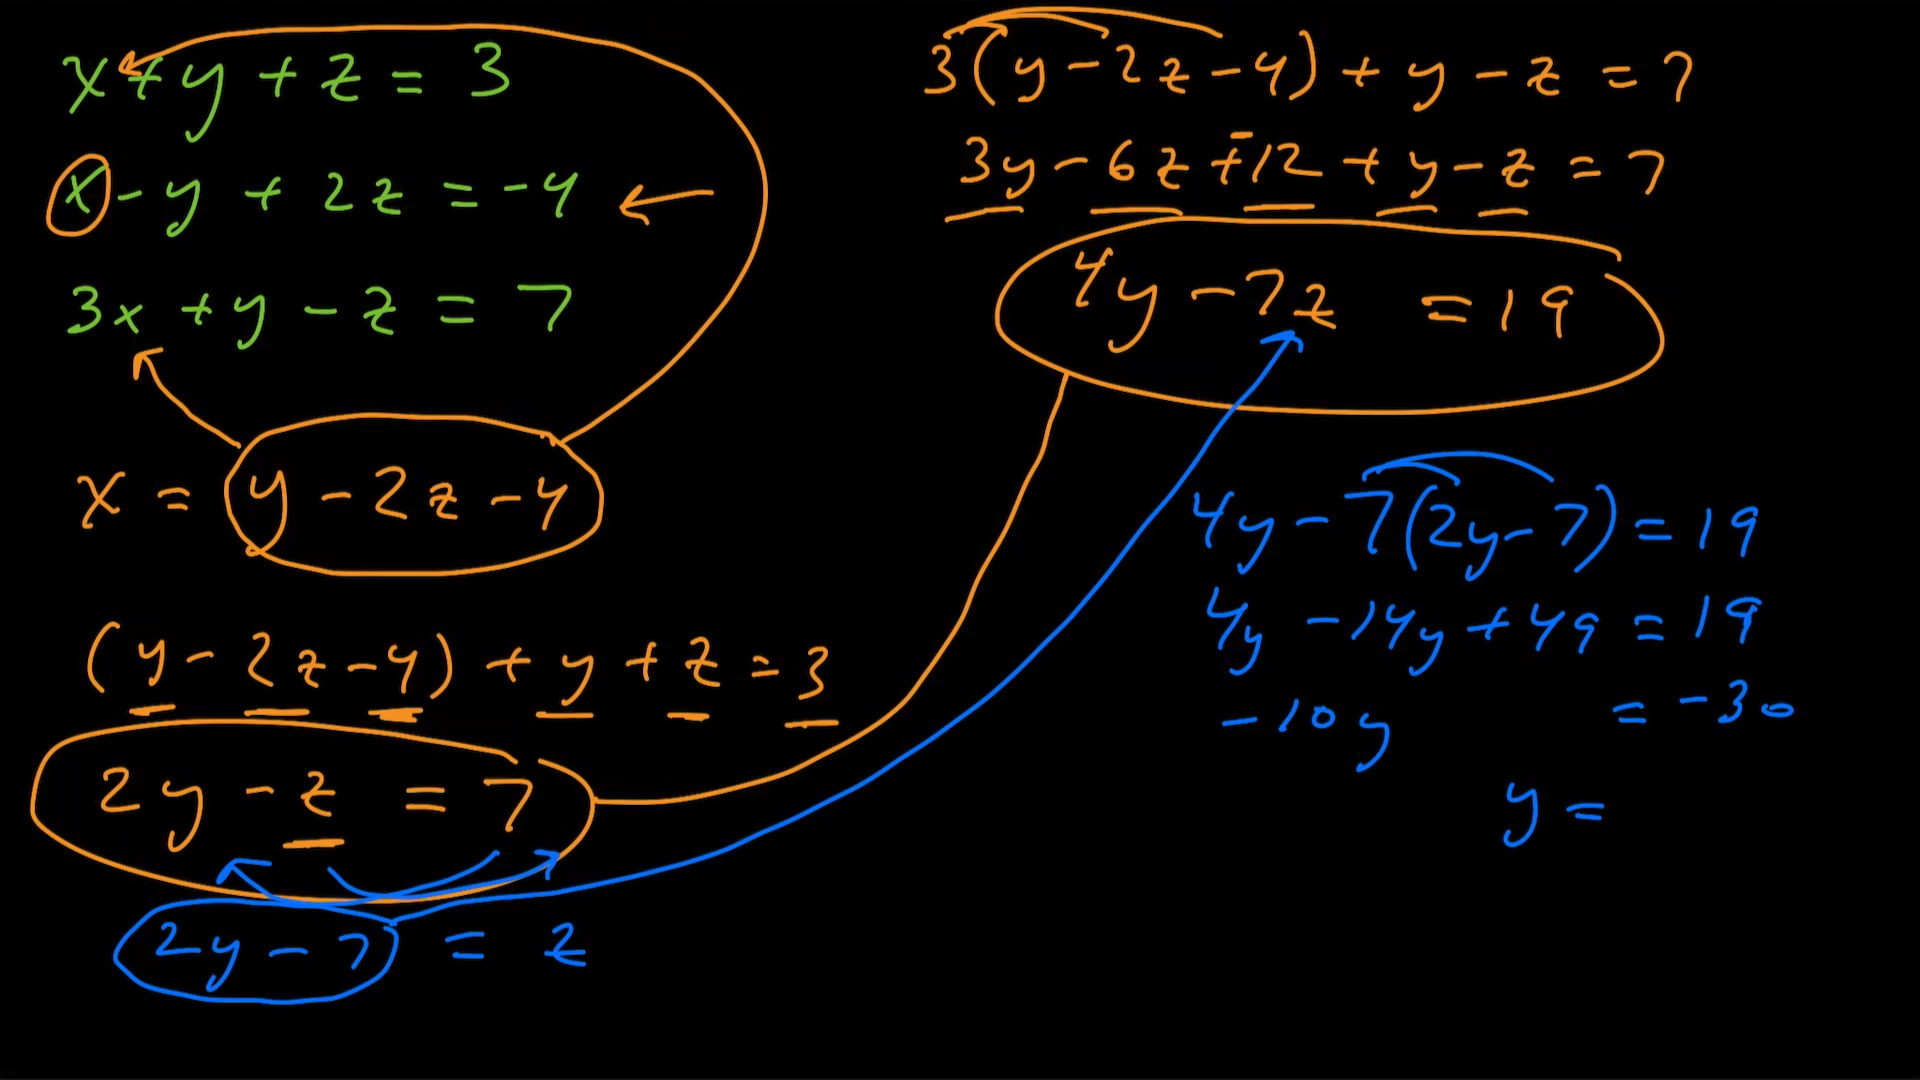 x + y + z = 3
x - y + 2z = -4
3x + y - z = 7
x = y - 2z - 4
(y - 2z - 4) + y + z = 3
2y - z = 7
2y - 7 = z
3(y - 2z - 4) + y - z = 7
3y - 6z + -12 + y - z = 7
4y - 7z = 19
4y - 7(2y - 7) = 19
4y - 14y + 49 = 19
-10y = -30
y =